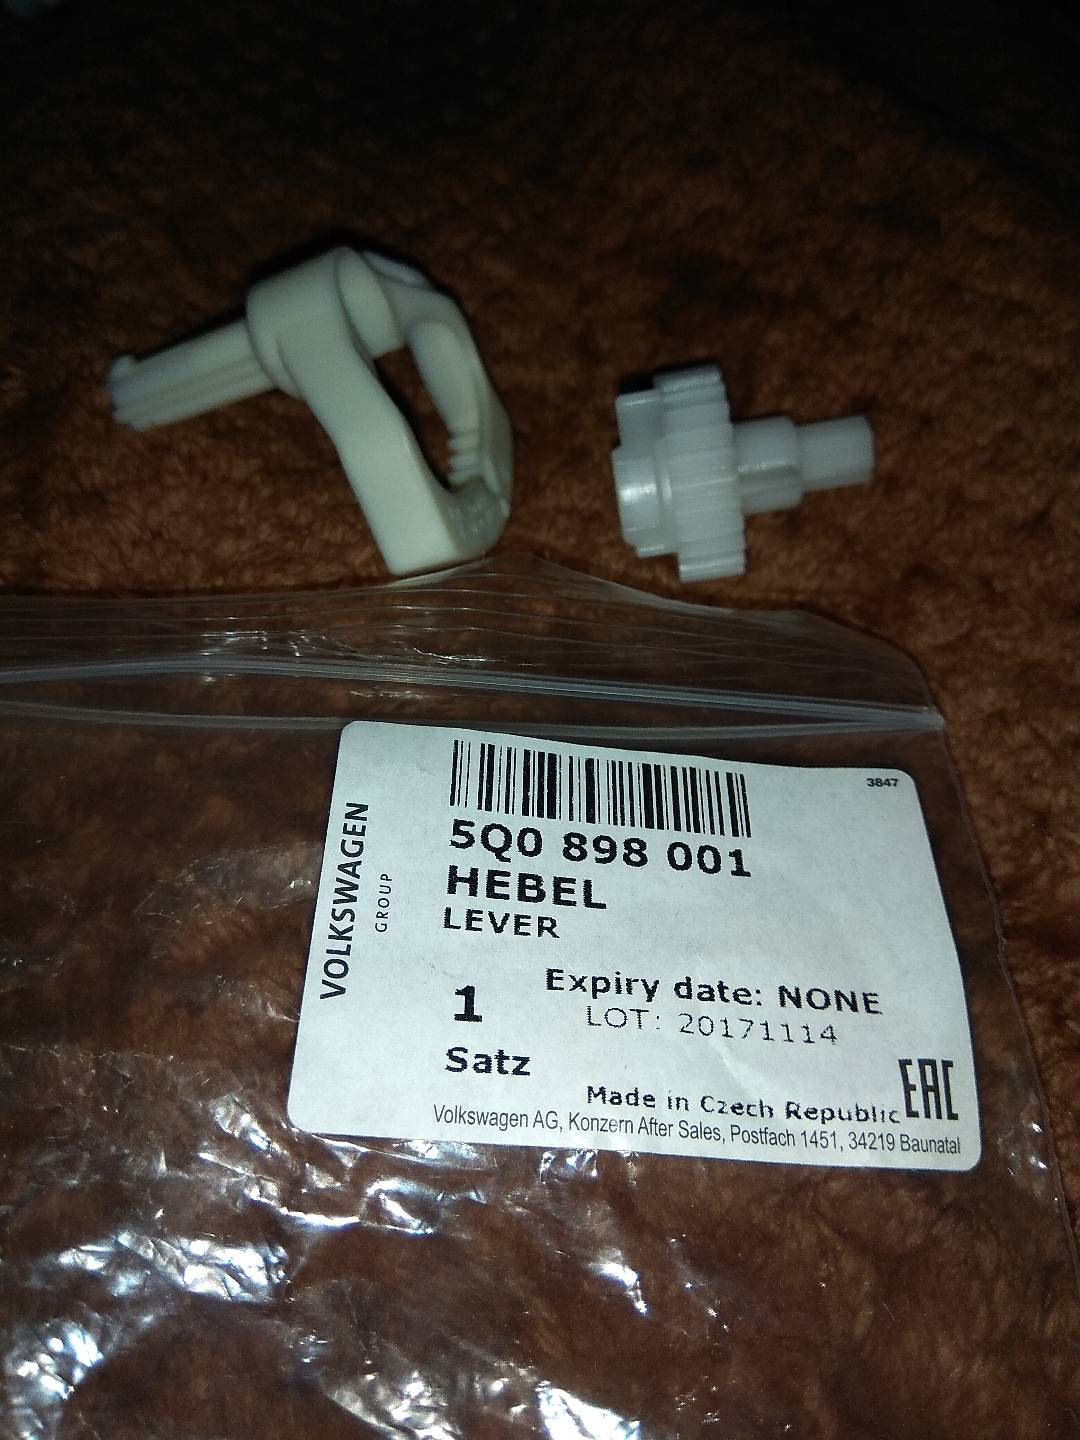 3847
5Q0 898 001
HEBEL
LEVER
VOLKSWAGEN
GROUP
Expiry date: NONE
1
LOT: 20171114
Satz
Made in Czech Republic
EAC
Volkswagen AG, Konzern After Sales, Postfach 1451, 34219 Baunatal